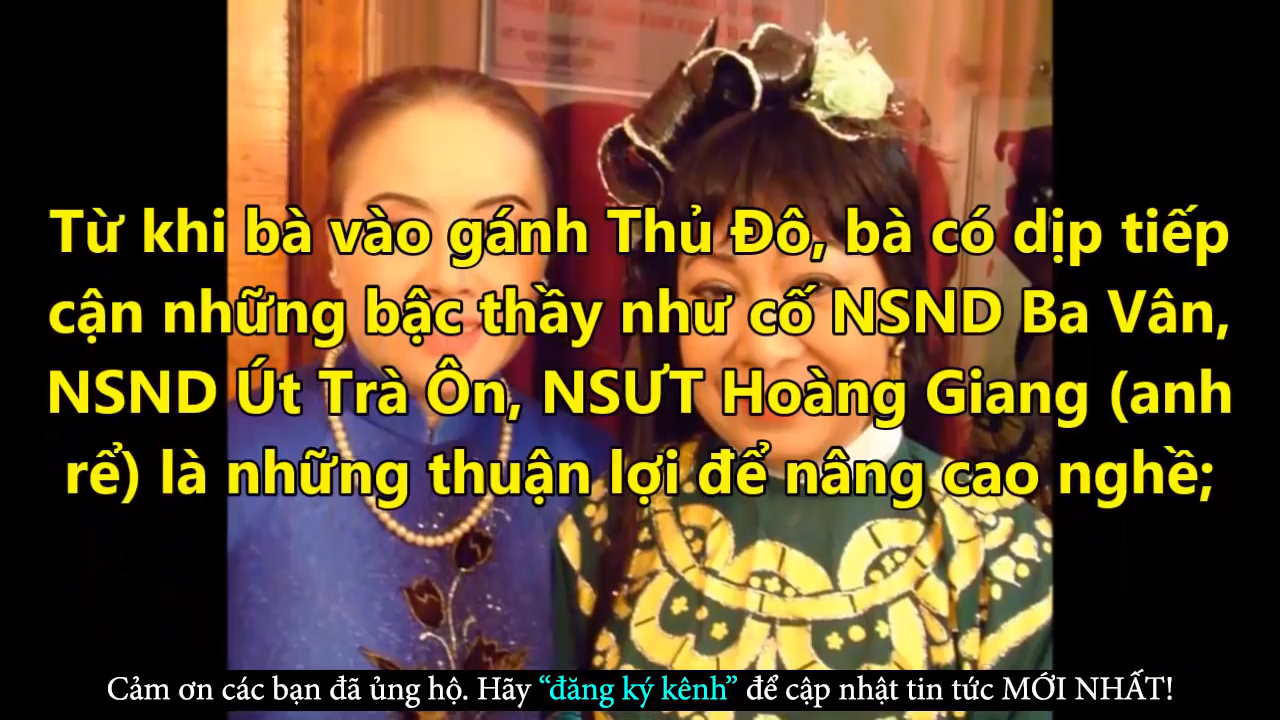 Từ khi bà vào gánh Thủ Đô, bà có dịp tiếp
cận những bậc thầy như cố NSND Ba Vân,
NSND Út Trà Ôn, NSƯT Hoàng Giang (anh
rể) là những thuận lợi để nâng cao nghề;
Cảm ơn các bạn đã ủng hộ. Hãy “đăng ký kênh” để cập nhật tin tức MỚI NHẤT!